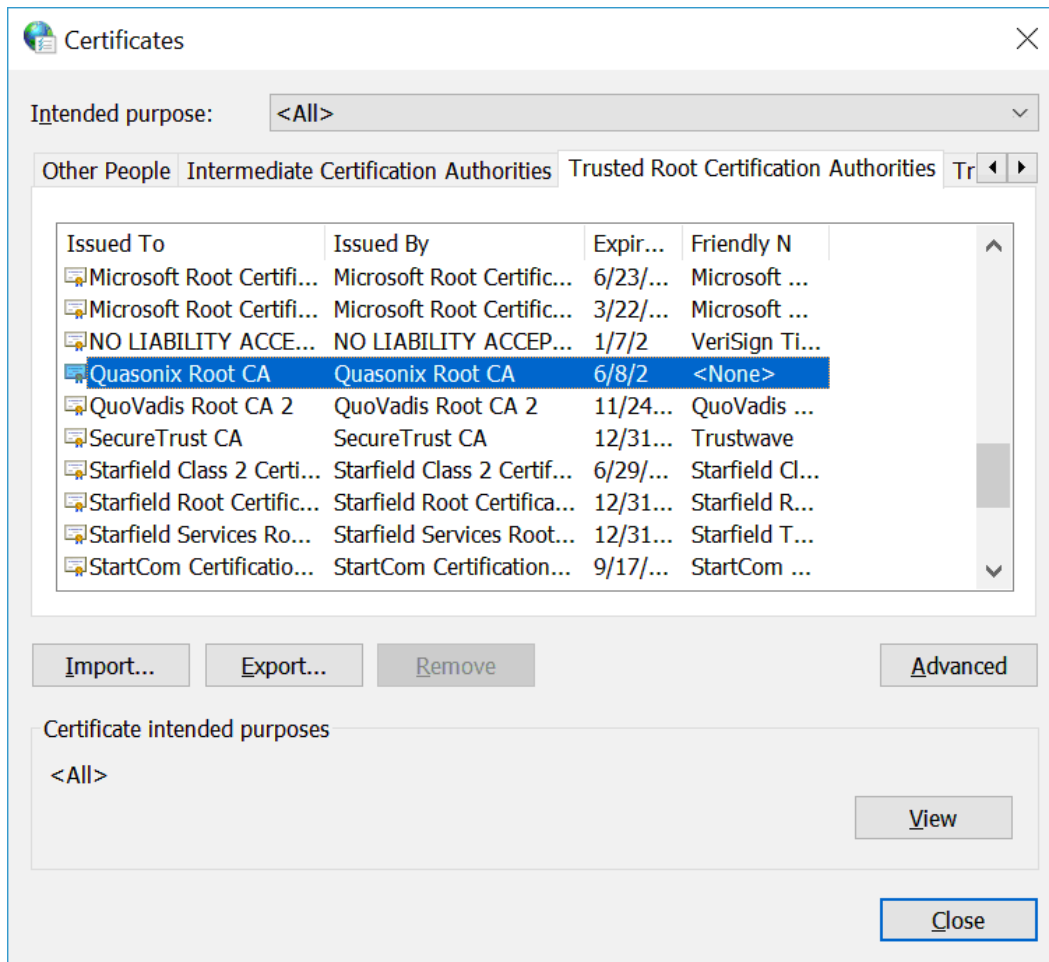 Certificates
Intended purpose: <All>
Other People Intermediate Certification Authorities Trusted Root Certification Authorities Tr
Issued To Issued By Expir... Friendly N
Microsoft Root Certifi... Microsoft Root Certific... 6/23/... Microsoft ...
Microsoft Root Certifi... Microsoft Root Certific... 3/22/... Microsoft ...
NO LIABILITY ACCE... NO LIABILITY ACCEP... 1/7/2 VeriSign Ti...
Quasonix Root CA Quasonix Root CA 6/8/2 <None>
QuoVadis Root CA 2 QuoVadis Root CA 2 11/24... QuoVadis ...
SecureTrust CA SecureTrust CA 12/31... Trustwave
Starfield Class 2 Certi... Starfield Class 2 Certif... 6/29/... Starfield Cl...
Starfield Root Certific... Starfield Root Certifica... 12/31... Starfield R...
Starfield Services Ro... Starfield Services Root... 12/31... Starfield T...
StartCom Certificatio... StartCom Certification... 9/17/... StartCom ...
Import... Export... Remove Advanced
Certificate intended purposes
<All>
View
Close